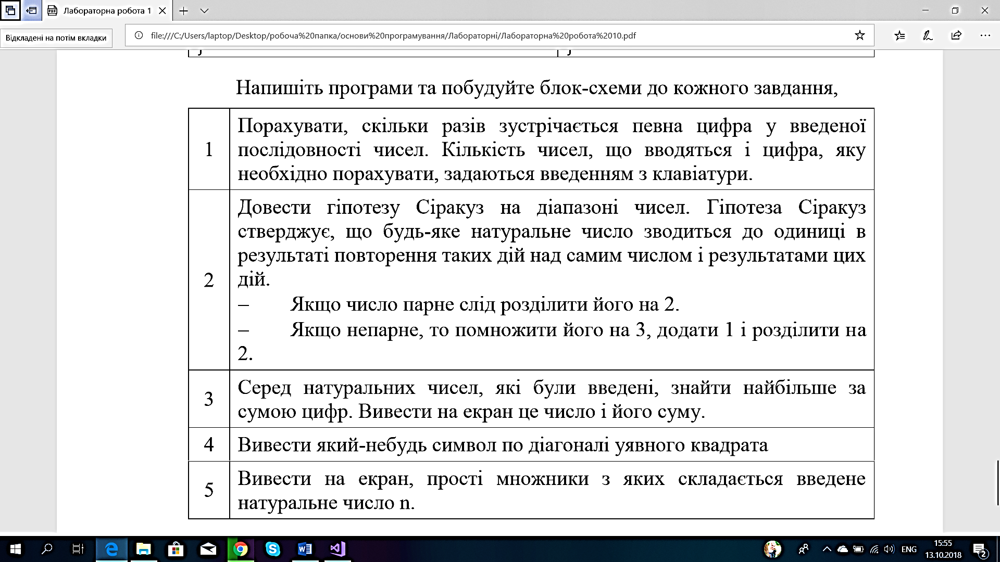 Лабораторна робота 1
Відкладені на потім вкладки
file:///C:/Users/laptop/Desktop/робоча%20папка/основи%20програмування/Лабораторні/Лабораторна%20робота%2010.pdf
Напишіть програми та побудуйте блок-схеми до кожного завдання,
1
Порахувати, скільки разів зустрічається певна цифра у введеної
послідовності чисел. Кількість чисел, що вводяться і цифра, яку
необхідно порахувати, задаються введенням з клавіатури.
2
Довести гіпотезу Сіракуз на діапазоні чисел. Гіпотеза Сіракуз
стверджує, що будь-яке натуральне число зводиться до одиниці в
результаті повторення таких дій над самим числом і результатами цих
дій.
– Якщо число парне слід розділити його на 2.
– Якщо непарне, то помножити його на 3, додати 1 і розділити на
2.
3
Серед натуральних чисел, які були введені, знайти найбільше за
сумою цифр. Вивести на екран це число і його суму.
4
Вивести який-небудь символ по діагоналі уявного квадрата
5
Вивести на екран, прості множники з яких складається введене
натуральне число n.
ENG
15:55
13.10.2018
2